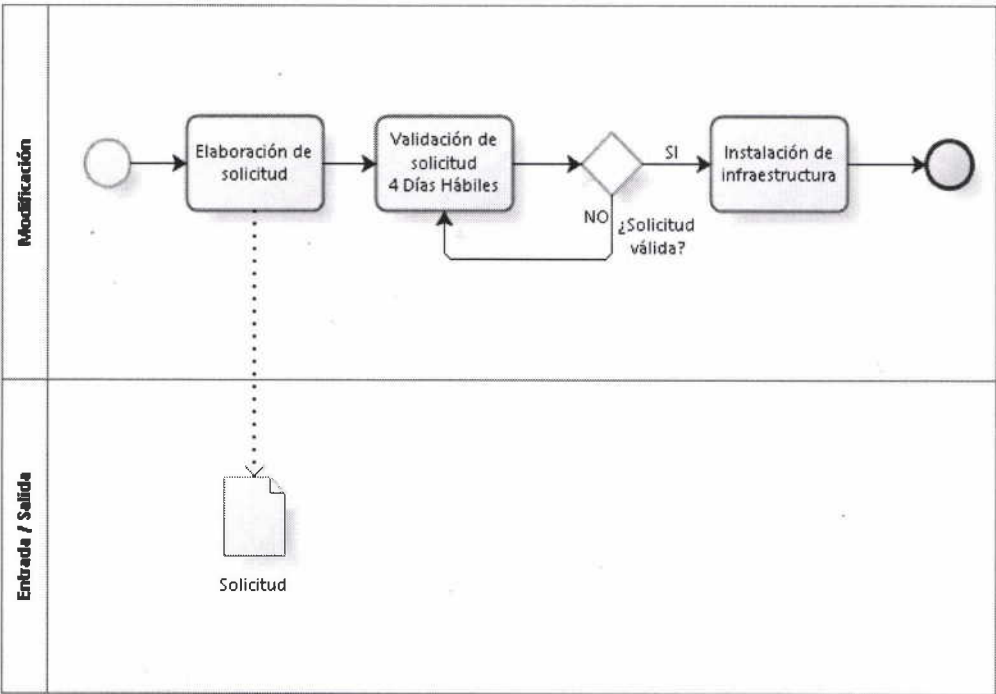 Modificación
Elaboración de
solicitud
Validación de
solicitud
4 Días Hábiles
SI
NO
¿Solicitud
válida?
Instalación de
infraestructura
Entrada / Salida
Solicitud